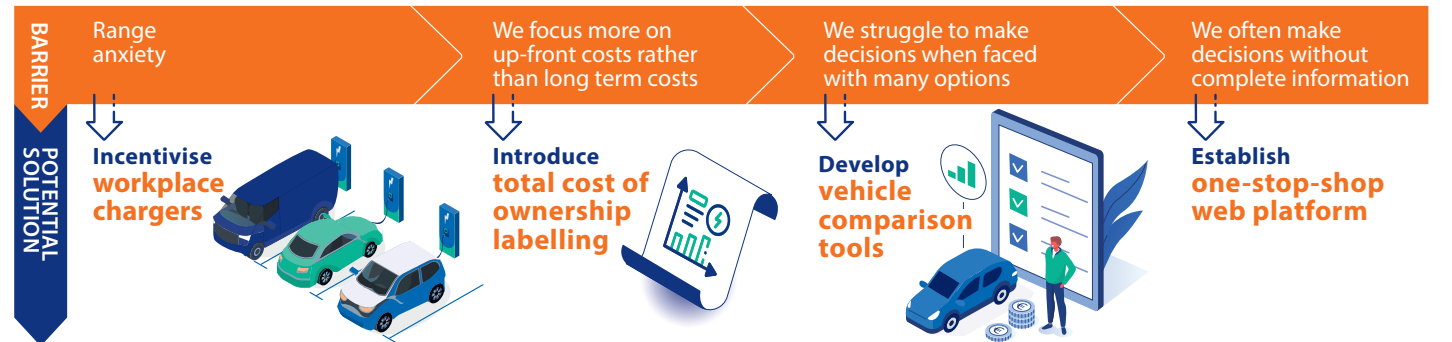 BARRIER
Range
anxiety
We focus more on
up-front costs rather
than long term costs
We struggle to make
decisions when faced
with many options
We often make
decisions without
complete information
POTENTIAL
SOLUTION
Incentivise
workplace
chargers
Introduce
total cost of
ownership
labelling
Develop
vehicle
comparison
tools
Establish
one-stop-shop
web platform